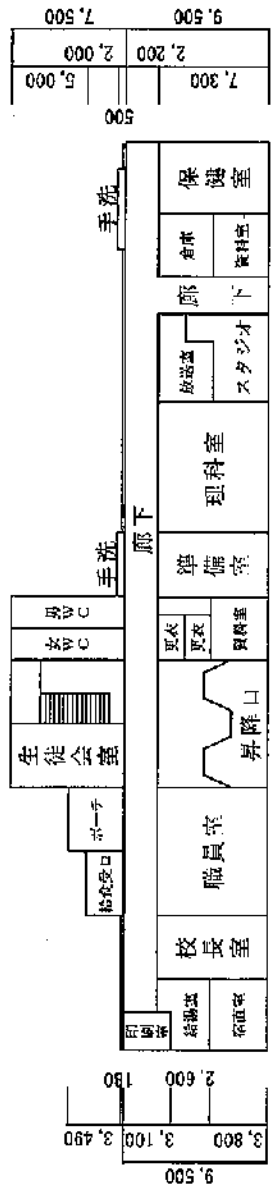 7,500
9,500
5,000
2,000
2,200
7,300
500
手洗
保健室
倉庫
資料室
廊下
放送室
スタジオ
理科室
廊下
手洗
準備室
男WC
女WC
更衣
更衣
資料室
生徒会室
昇降口
ポーチ
給食受口
職員室
校長室
印刷室
給湯室
宿直室
3,490
180
3,100
2,600
3,800
9,500